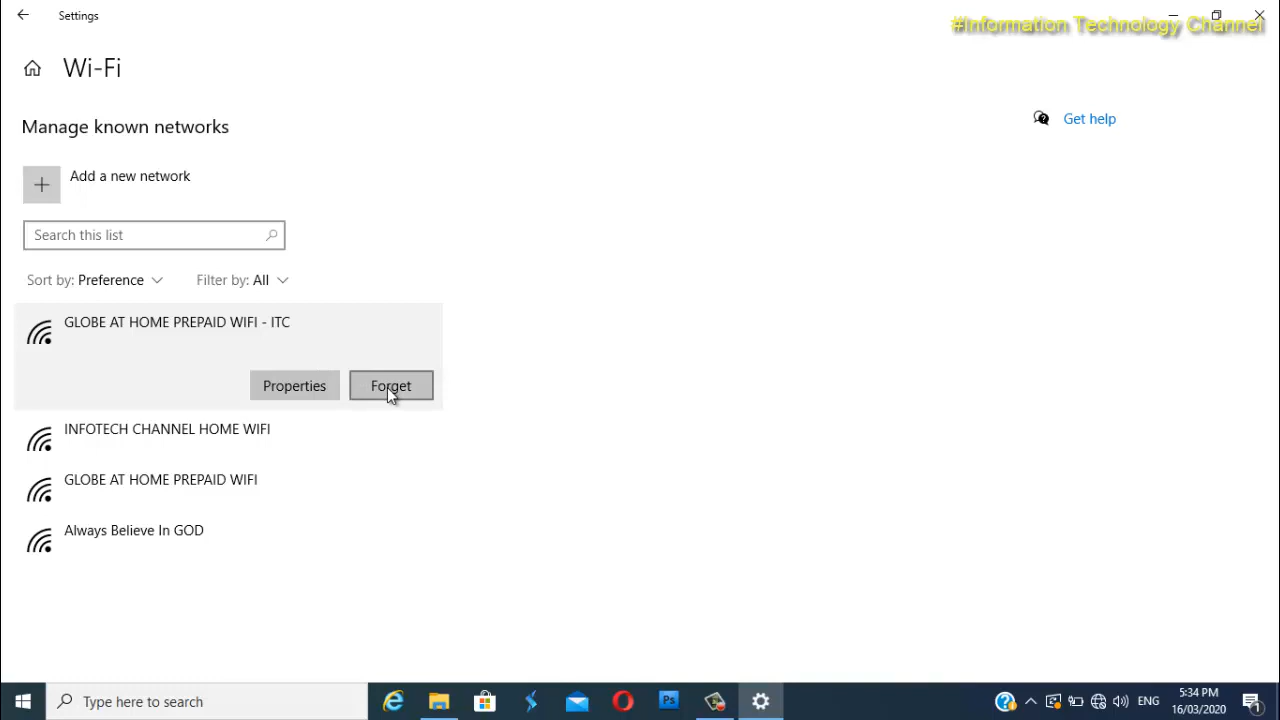 Settings
#Information Technology Channel
Wi-Fi
Manage known networks
Get help
Add a new network
Search this list
Sort by: Preference
Filter by: All
GLOBE AT HOME PREPAID WIFI - ITC
Properties
Forget
INFOTECH CHANNEL HOME WIFI
GLOBE AT HOME PREPAID WIFI
Always Believe In GOD
Type here to search
Ps
ENG
5:34 PM
16/03/2020
1